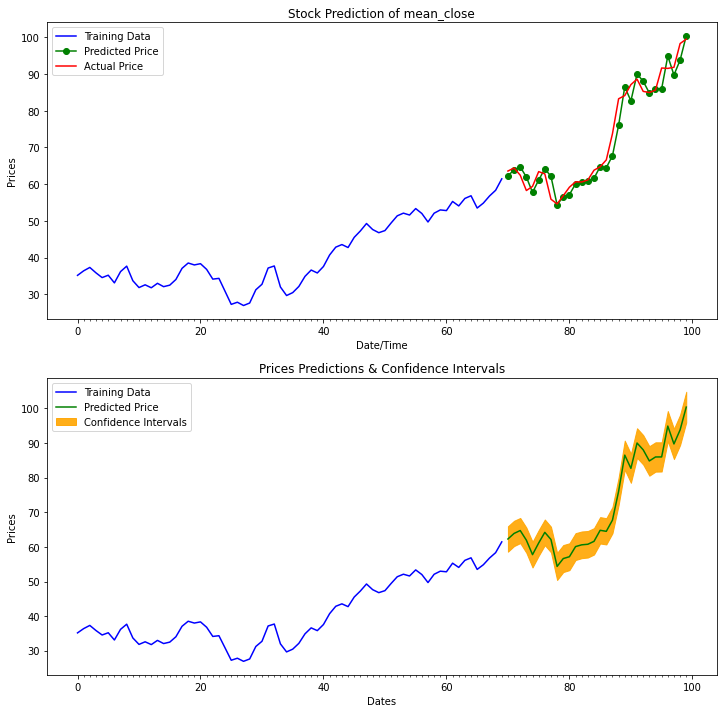 Stock Prediction of mean_close
Training Data
Predicted Price
Actual Price
100
90
80
70
60
50
40
30
Prices
0 20 40 60 80 100
Date/Time
Prices Predictions & Confidence Intervals
Training Data
Predicted Price
Confidence Intervals
100
90
80
70
60
50
40
30
Prices
0 20 40 60 80 100
Dates